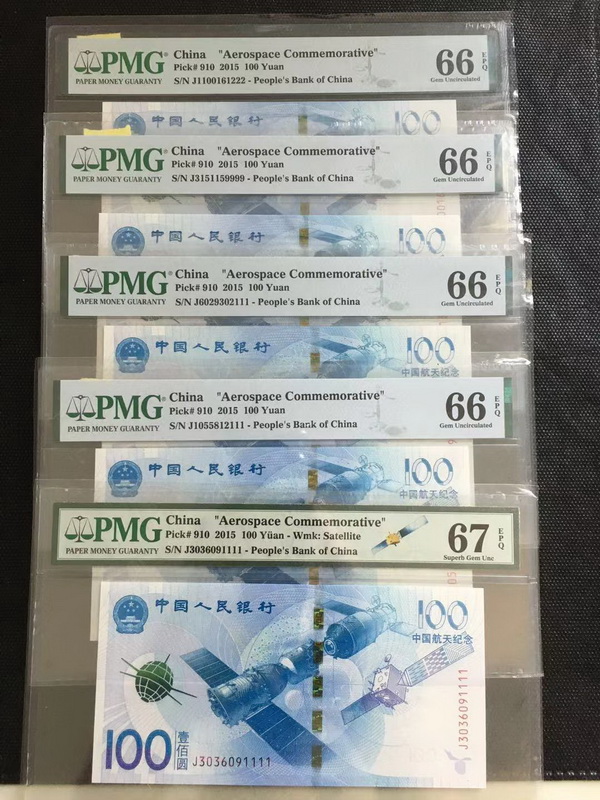 PMG
PAPER MONEY GUARANTY
China "Aerospace Commemorative"
Pick# 910 2015 100 Yuan
S/N J1100161222 - People's Bank of China
66
EPQ
Gem Uncirculated
中国人民银行
100
PMG
PAPER MONEY GUARANTY
China "Aerospace Commemorative"
Pick# 910 2015 100 Yuan
S/N J3151159999 - People's Bank of China
66
EPQ
Gem Uncirculated
中国人民银行
100
PMG
PAPER MONEY GUARANTY
China "Aerospace Commemorative"
Pick# 910 2015 100 Yuan
S/N J6029302111 - People's Bank of China
66
EPQ
Gem Uncirculated
中国人民银行
100
中国航天纪念
PMG
PAPER MONEY GUARANTY
China "Aerospace Commemorative"
Pick# 910 2015 100 Yuan
S/N J1055812111 - People's Bank of China
66
EPQ
Gem Uncirculated
中国人民银行
100
中国航天纪念
PMG
PAPER MONEY GUARANTY
China "Aerospace Commemorative"
Pick# 910 2015 100 Yüan - Wmk: Satellite
S/N J3036091111 - People's Bank of China
67
EPQ
Superb Gem Unc
中国人民银行
100
中国航天纪念
100
壹佰圆
J3036091111
J3036091111